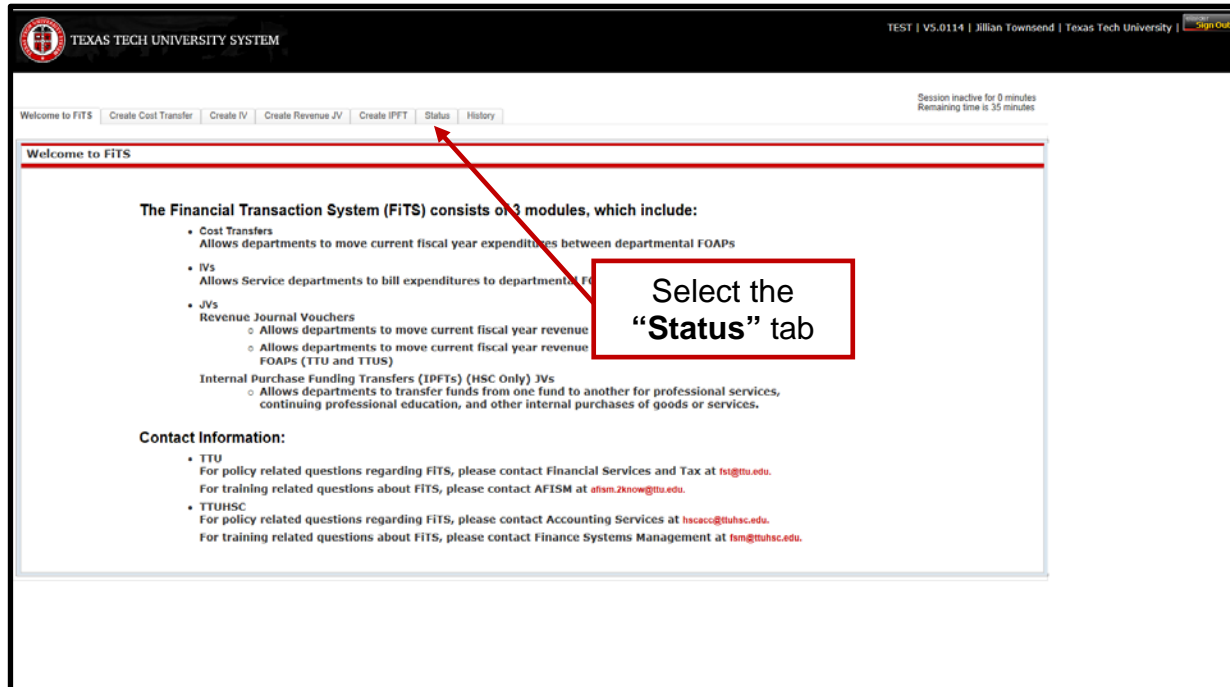 TEXAS TECH UNIVERSITY SYSTEM
TEST | V5.0114 | Jillian Townsend | Texas Tech University | Sign Out
Session inactive for 0 minutes
Remaining time is 35 minutes
Welcome to FiTS | Create Cost Transfer | Create IV | Create Revenue JV | Create IPFT | Status | History
Welcome to FiTS
The Financial Transaction System (FiTS) consists of 3 modules, which include:
• Cost Transfers
Allows departments to move current fiscal year expenditures between departmental FOAPs
• IVs
Allows Service departments to bill expenditures to departmental
• JVs
Revenue Journal Vouchers
○ Allows departments to move current fiscal year revenue
○ Allows departments to move current fiscal year revenue
FOAPs (TTU and TTUS)
Internal Purchase Funding Transfers (IPFTs) (HSC Only) JVs
○ Allows departments to transfer funds from one fund to another for professional services,
continuing professional education, and other internal purchases of goods or services.
Select the
“Status” tab
Contact Information:
• TTU
For policy related questions regarding FiTS, please contact Financial Services and Tax at fst@ttu.edu.
For training related questions about FiTS, please contact AFISM at afism.2know@ttu.edu.
• TTUHSC
For policy related questions regarding FiTS, please contact Accounting Services at hscacc@ttuhsc.edu.
For training related questions about FiTS, please contact Finance Systems Management at fsm@ttuhsc.edu.